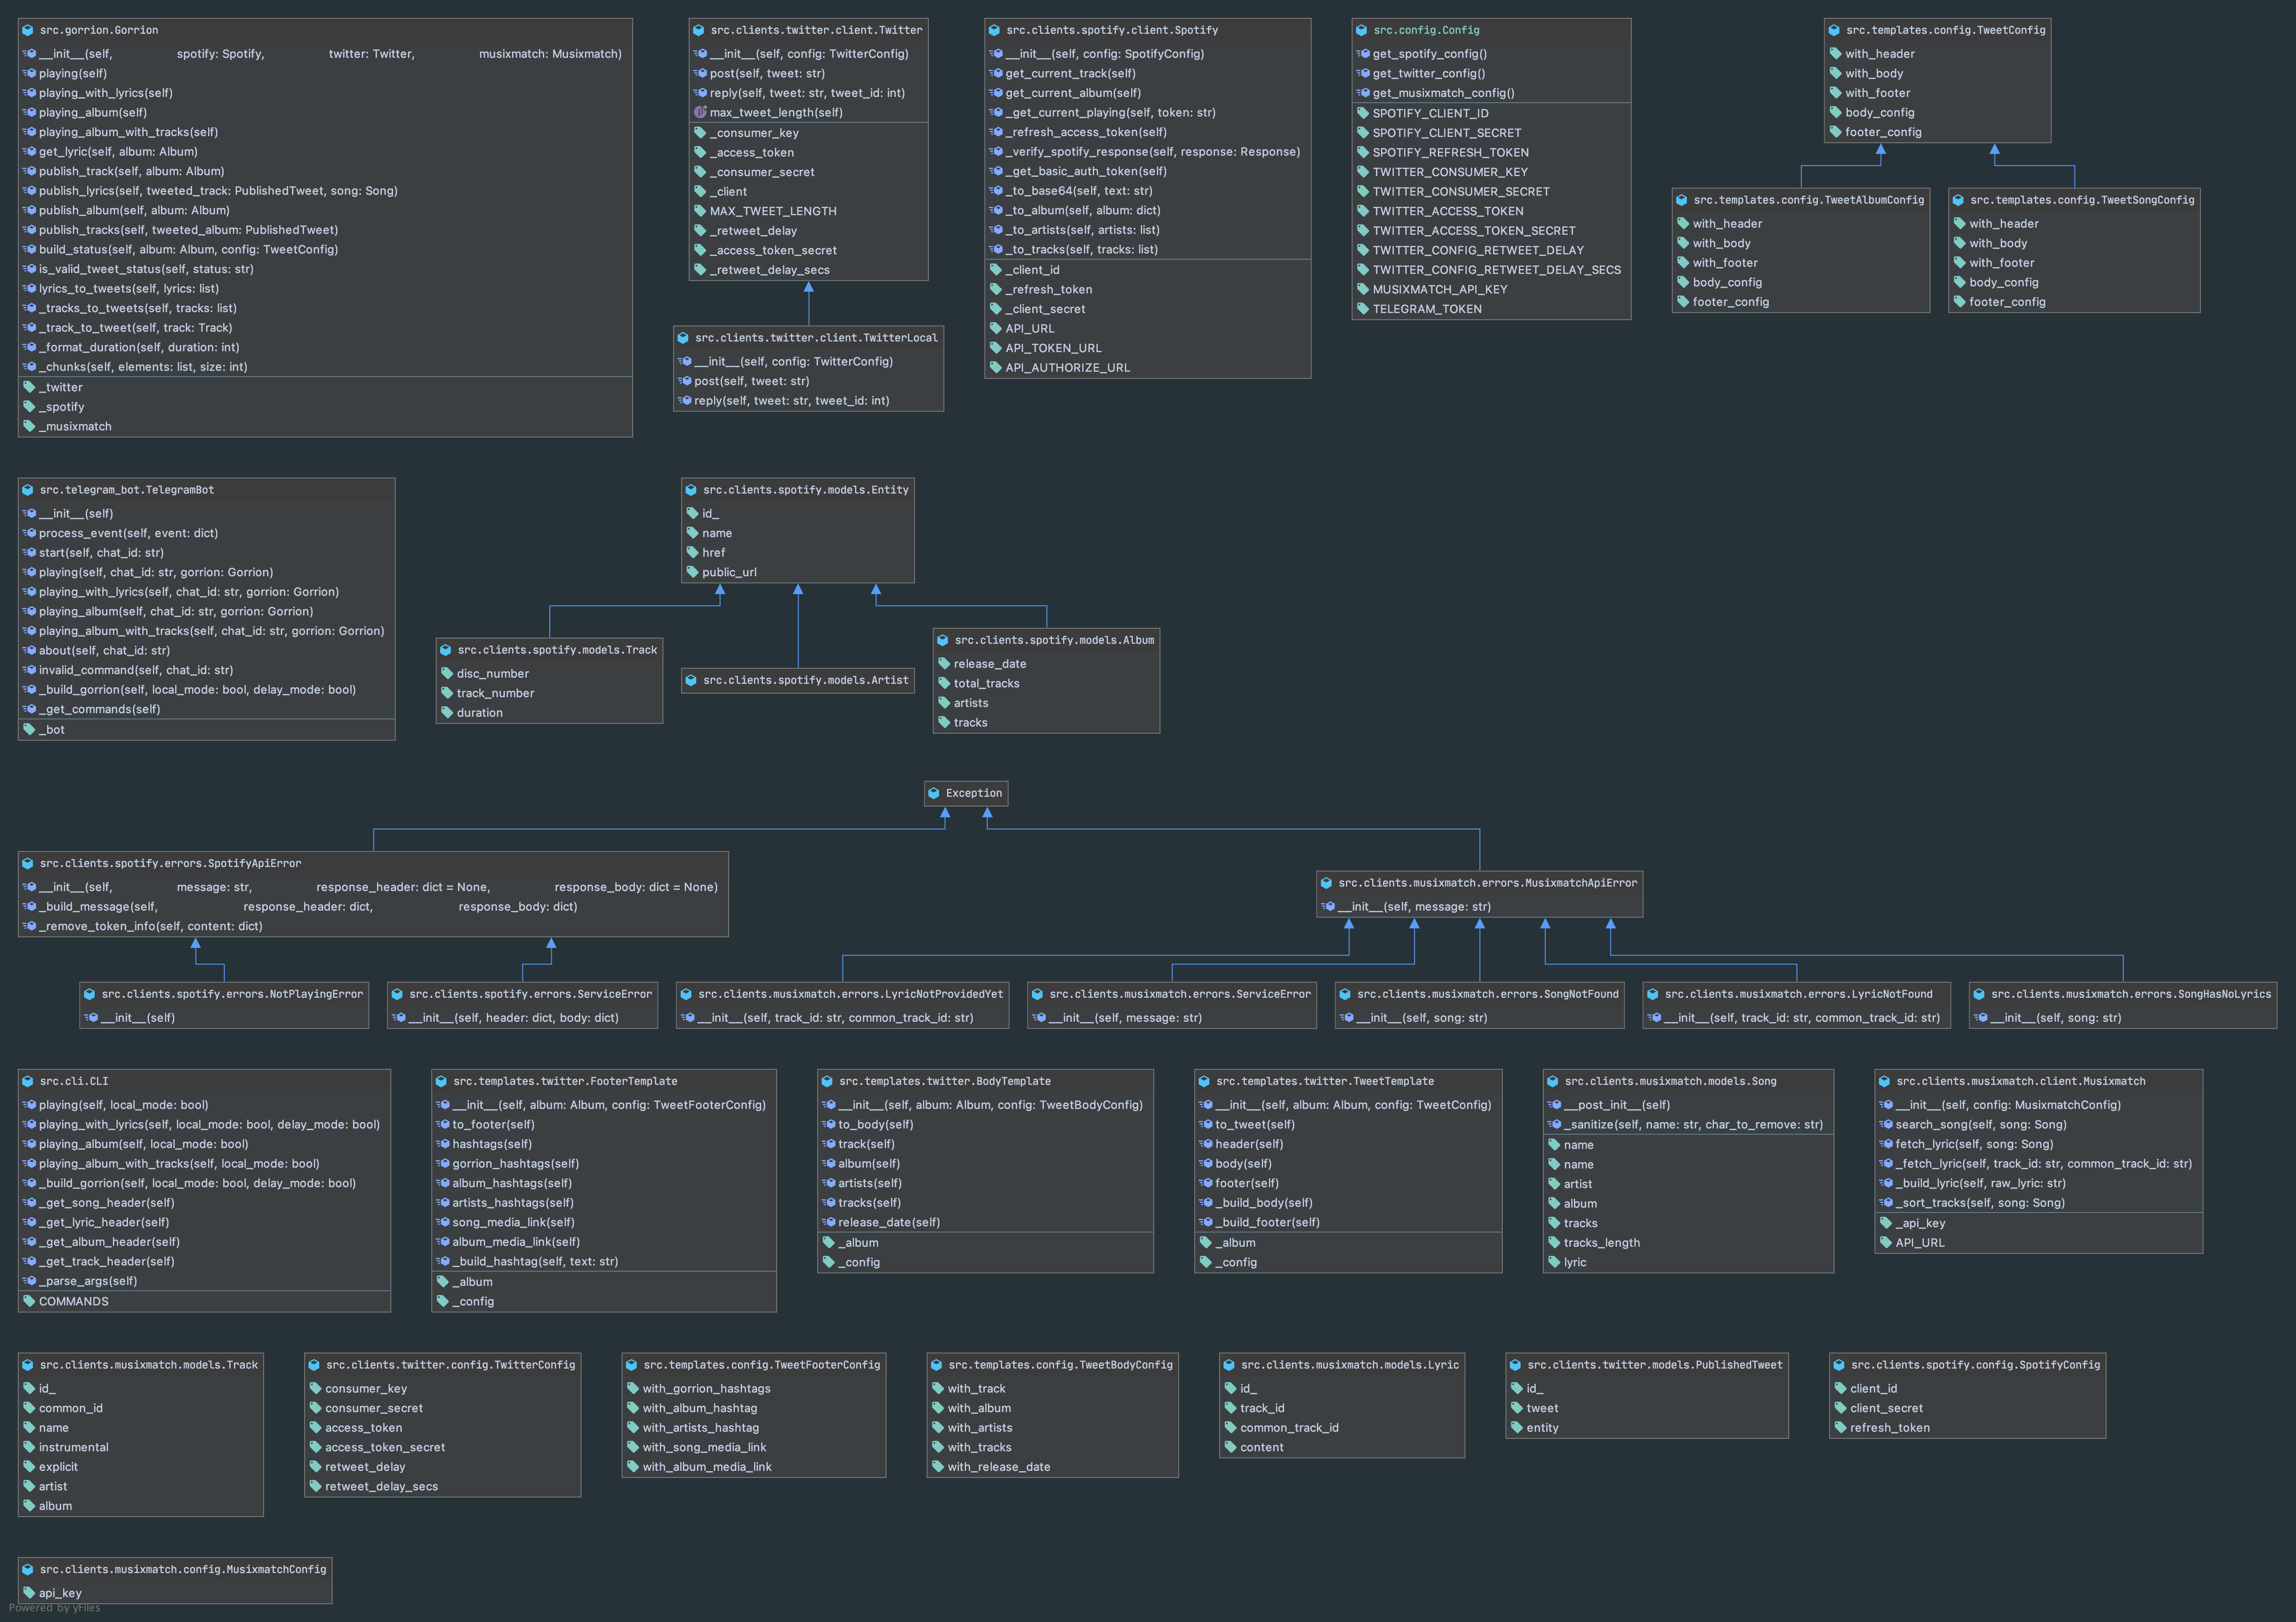 src.gorrion.Gorrion
__init__(self, spotify: Spotify, twitter: Twitter, musixmatch: Musixmatch)
playing(self)
playing_with_lyrics(self)
playing_album(self)
playing_album_with_tracks(self)
get_lyric(self, album: Album)
publish_track(self, album: Album)
publish_lyrics(self, tweeted_track: PublishedTweet, song: Song)
publish_album(self, album: Album)
publish_tracks(self, tweeted_album: PublishedTweet)
build_status(self, album: Album, config: TweetConfig)
is_valid_tweet_status(self, status: str)
lyrics_to_tweets(self, lyrics: list)
_tracks_to_tweets(self, tracks: list)
_track_to_tweet(self, track: Track)
_format_duration(self, duration: int)
_chunks(self, elements: list, size: int)
_twitter
_spotify
_musixmatch
src.clients.twitter.client.Twitter
__init__(self, config: TwitterConfig)
post(self, tweet: str)
reply(self, tweet: str, tweet_id: int)
max_tweet_length(self)
_consumer_key
_access_token
_consumer_secret
_client
MAX_TWEET_LENGTH
_retweet_delay
_access_token_secret
_retweet_delay_secs
src.clients.twitter.client.TwitterLocal
__init__(self, config: TwitterConfig)
post(self, tweet: str)
reply(self, tweet: str, tweet_id: int)
src.clients.spotify.client.Spotify
__init__(self, config: SpotifyConfig)
get_current_track(self)
get_current_album(self)
_get_current_playing(self, token: str)
_refresh_access_token(self)
_verify_spotify_response(self, response: Response)
_get_basic_auth_token(self)
_to_base64(self, text: str)
_to_album(self, album: dict)
_to_artists(self, artists: list)
_to_tracks(self, tracks: list)
_client_id
_refresh_token
_client_secret
API_URL
API_TOKEN_URL
API_AUTHORIZE_URL
src.config.Config
get_spotify_config()
get_twitter_config()
get_musixmatch_config()
SPOTIFY_CLIENT_ID
SPOTIFY_CLIENT_SECRET
SPOTIFY_REFRESH_TOKEN
TWITTER_CONSUMER_KEY
TWITTER_CONSUMER_SECRET
TWITTER_ACCESS_TOKEN
TWITTER_ACCESS_TOKEN_SECRET
TWITTER_CONFIG_RETWEET_DELAY
TWITTER_CONFIG_RETWEET_DELAY_SECS
MUSIXMATCH_API_KEY
TELEGRAM_TOKEN
src.templates.config.TweetConfig
with_header
with_body
with_footer
body_config
footer_config
src.templates.config.TweetAlbumConfig
with_header
with_body
with_footer
body_config
footer_config
src.templates.config.TweetSongConfig
with_header
with_body
with_footer
body_config
footer_config
src.telegram_bot.TelegramBot
__init__(self)
process_event(self, event: dict)
start(self, chat_id: str)
playing(self, chat_id: str, gorrion: Gorrion)
playing_with_lyrics(self, chat_id: str, gorrion: Gorrion)
playing_album(self, chat_id: str, gorrion: Gorrion)
playing_album_with_tracks(self, chat_id: str, gorrion: Gorrion)
about(self, chat_id: str)
invalid_command(self, chat_id: str)
_build_gorrion(self, local_mode: bool, delay_mode: bool)
_get_commands(self)
_bot
src.clients.spotify.models.Entity
id_
name
href
public_url
src.clients.spotify.models.Track
disc_number
track_number
duration
src.clients.spotify.models.Artist
src.clients.spotify.models.Album
release_date
total_tracks
artists
tracks
Exception
src.clients.spotify.errors.SpotifyApiError
__init__(self, message: str, response_header: dict = None, response_body: dict = None)
_build_message(self, response_header: dict, response_body: dict)
_remove_token_info(self, content: dict)
src.clients.musixmatch.errors.MusixmatchApiError
__init__(self, message: str)
src.clients.spotify.errors.NotPlayingError
__init__(self)
src.clients.spotify.errors.ServiceError
__init__(self, header: dict, body: dict)
src.clients.musixmatch.errors.LyricNotProvidedYet
__init__(self, track_id: str, common_track_id: str)
src.clients.musixmatch.errors.ServiceError
__init__(self, message: str)
src.clients.musixmatch.errors.SongNotFound
__init__(self, song: str)
src.clients.musixmatch.errors.LyricNotFound
__init__(self, track_id: str, common_track_id: str)
src.clients.musixmatch.errors.SongHasNoLyrics
__init__(self, song: str)
src.cli.CLI
playing(self, local_mode: bool)
playing_with_lyrics(self, local_mode: bool, delay_mode: bool)
playing_album(self, local_mode: bool)
playing_album_with_tracks(self, local_mode: bool)
_build_gorrion(self, local_mode: bool, delay_mode: bool)
_get_song_header(self)
_get_lyric_header(self)
_get_album_header(self)
_get_track_header(self)
_parse_args(self)
COMMANDS
src.templates.twitter.FooterTemplate
__init__(self, album: Album, config: TweetFooterConfig)
to_footer(self)
hashtags(self)
gorrion_hashtags(self)
album_hashtags(self)
artists_hashtags(self)
song_media_link(self)
album_media_link(self)
_build_hashtag(self, text: str)
_album
_config
src.templates.twitter.BodyTemplate
__init__(self, album: Album, config: TweetBodyConfig)
to_body(self)
track(self)
album(self)
artists(self)
tracks(self)
release_date(self)
_album
_config
src.templates.twitter.TweetTemplate
__init__(self, album: Album, config: TweetConfig)
to_tweet(self)
header(self)
body(self)
footer(self)
_build_body(self)
_build_footer(self)
_album
_config
src.clients.musixmatch.models.Song
__post_init__(self)
_sanitize(self, name: str, char_to_remove: str)
name
name
artist
album
tracks
tracks_length
lyric
src.clients.musixmatch.client.Musixmatch
__init__(self, config: MusixmatchConfig)
search_song(self, song: Song)
fetch_lyric(self, song: Song)
_fetch_lyric(self, track_id: str, common_track_id: str)
_build_lyric(self, raw_lyric: str)
_sort_tracks(self, song: Song)
_api_key
API_URL
src.clients.musixmatch.models.Track
id_
common_id
name
instrumental
explicit
artist
album
src.clients.twitter.config.TwitterConfig
consumer_key
consumer_secret
access_token
access_token_secret
retweet_delay
retweet_delay_secs
src.templates.config.TweetFooterConfig
with_gorrion_hashtags
with_album_hashtag
with_artists_hashtag
with_song_media_link
with_album_media_link
src.templates.config.TweetBodyConfig
with_track
with_album
with_artists
with_tracks
with_release_date
src.clients.musixmatch.models.Lyric
id_
track_id
common_track_id
content
src.clients.twitter.models.PublishedTweet
id_
tweet
entity
src.clients.spotify.config.SpotifyConfig
client_id
client_secret
refresh_token
src.clients.musixmatch.config.MusixmatchConfig
api_key
Powered by yFiles